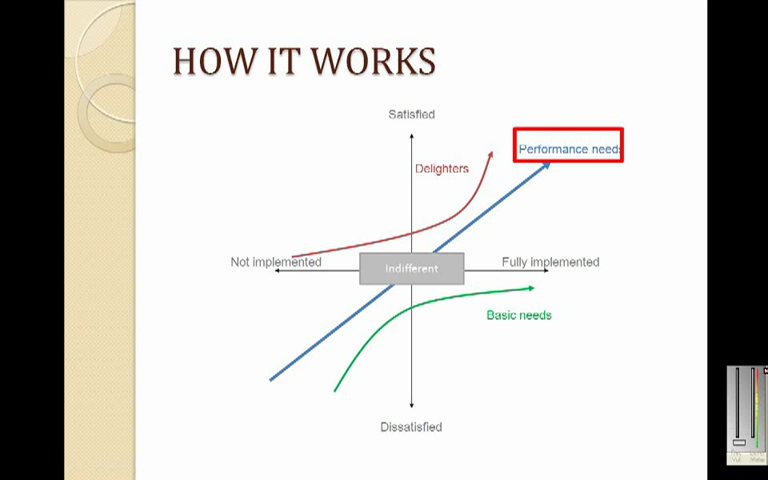 HOW IT WORKS
Satisfied
Performance needs
Delighters
Not implemented
Indifferent
Fully implemented
Basic needs
Dissatisfied